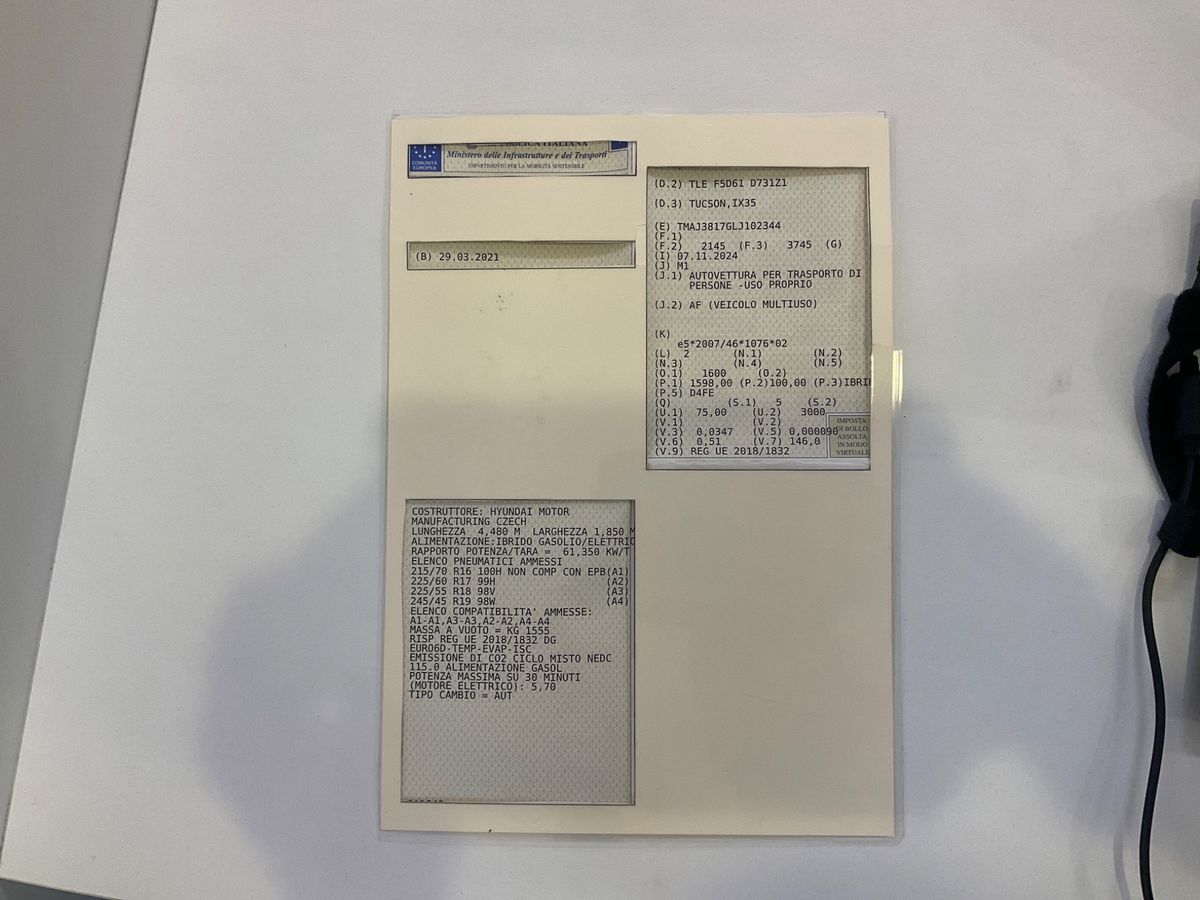 COMUNITÀ
EUROPEA
Ministero delle Infrastrutture e dei Trasporti
DIPARTIMENTO PER LA MOBILITÀ SOSTENIBILE
(B) 29.03.2021
COSTRUTTORE: HYUNDAI MOTOR
MANUFACTURING CZECH
LUNGHEZZA 4,480 M LARGHEZZA 1,850 M
ALIMENTAZIONE:IBRIDO GASOLIO/ELETTRIC
RAPPORTO POTENZA/TARA = 61,350 KW/T
ELENCO PNEUMATICI AMMESSI
215/70 R16 100H NON COMP CON EPB(A1)
225/60 R17 99H (A2)
225/55 R18 98V (A3)
245/45 R19 98W (A4)
ELENCO COMPATIBILITA' AMMESSE:
A1-A1,A3-A3,A2-A2,A4-A4
MASSA A VUOTO = KG 1555
RISP REG UE 2018/1832 DG
EURO6D-TEMP-EVAP-ISC
EMISSIONE DI CO2 CICLO MISTO NEDC
115.0 ALIMENTAZIONE GASOL
POTENZA MASSIMA SU 30 MINUTI
(MOTORE ELETTRICO): 5,70
TIPO CAMBIO = AUT
(D.2) TLE F5D61 D731Z1
(D.3) TUCSON,IX35
(E) TMAJ3817GLJ102344
(F.1)
(F.2) 2145 (F.3) 3745 (G)
(I) 07.11.2024
(J) M1
(J.1) AUTOVETTURA PER TRASPORTO DI
PERSONE -USO PROPRIO
(J.2) AF (VEICOLO MULTIUSO)
(K)
e5*2007/46*1076*02
(L) 2 (N.1) (N.2)
(N.3) (N.4) (N.5)
(O.1) 1600 (O.2)
(P.1) 1598,00 (P.2)100,00 (P.3)IBRI
(P.5) D4FE
(Q) (S.1) 5 (S.2)
(U.1) 75,00 (U.2) 3000
(V.1) (V.2)
(V.3) 0,0347 (V.5) 0,000090
(V.6) 0,51 (V.7) 146,0
(V.9) REG UE 2018/1832
IMPOSTA
DI BOLLO
ASSOLTA
IN MODO
VIRTUALE